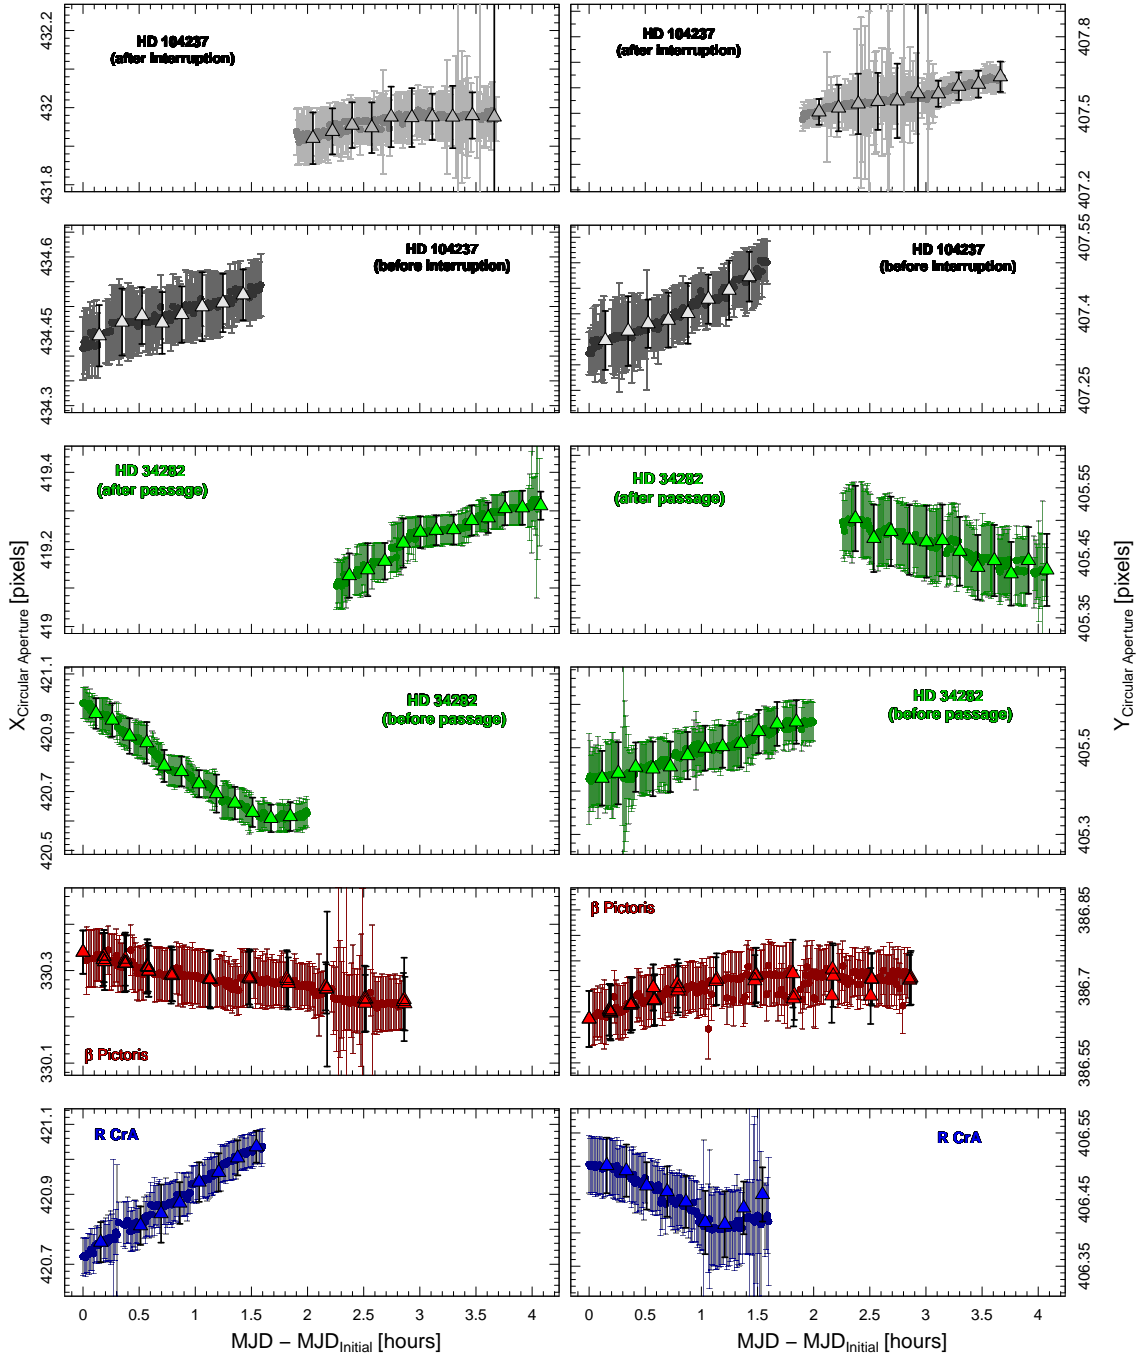 HD 104237
(after interruption)
432.2
432
431.8
HD 104237
(after interruption)
407.8
407.5
407.2
HD 104237
(before interruption)
434.6
434.45
434.3
HD 104237
(before interruption)
407.55
407.4
407.25
HD 34282
(after passage)
419.4
419.2
419
HD 34282
(after passage)
405.55
405.45
405.35
HD 34282
(before passage)
421.1
420.9
420.7
420.5
HD 34282
(before passage)
405.5
405.3
β Pictoris
330.3
330.1
β Pictoris
386.85
386.7
386.55
R CrA
421.1
420.9
420.7
R CrA
406.55
406.45
406.35
X Circular Aperture [pixels]
Y Circular Aperture [pixels]
0 0.5 1 1.5 2 2.5 3 3.5 4
0 0.5 1 1.5 2 2.5 3 3.5 4
MJD − MJD Initial [hours]
MJD − MJD Initial [hours]